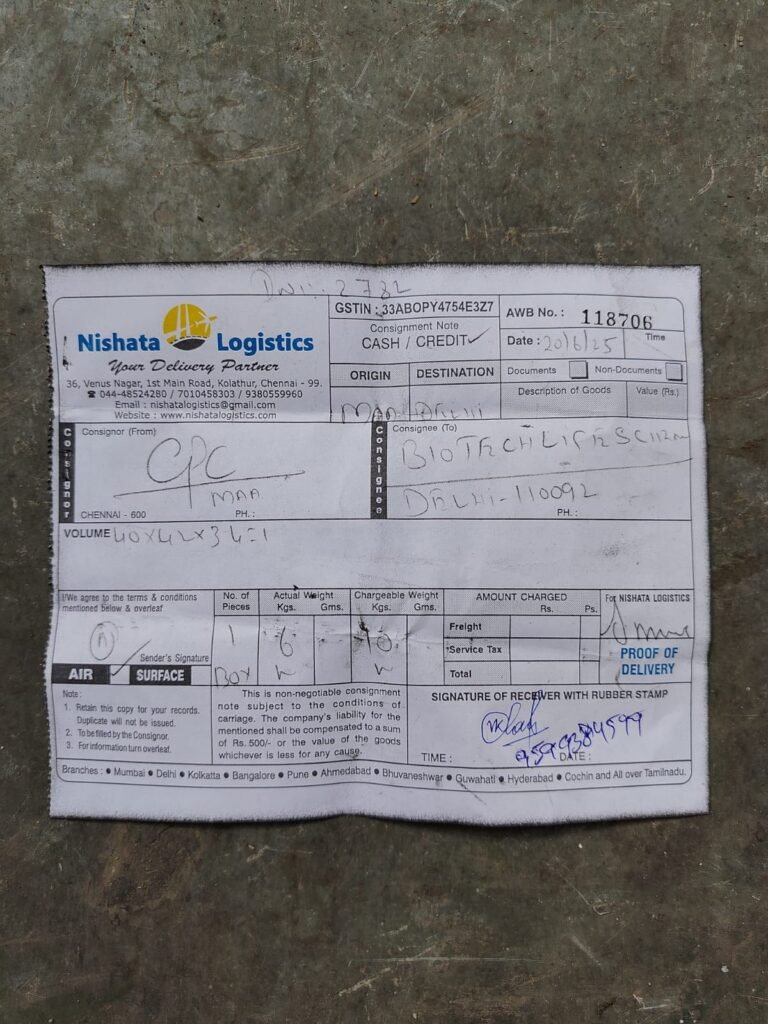 2732
Nishata Logistics
Your Delivery Partner
36, Venus Nagar, 1st Main Road, Kolathur, Chennai - 99.
☎ 044-48524280 / 7010458303 / 9380559960
Email : nishatalogistics@gmail.com
Website : www.nishatalogistics.com
GSTIN : 33ABOPY4754E3Z7
Consignment Note
CASH / CREDIT ✓
AWB No. : 118706
Date : 20/6/25
Time
ORIGIN
DESTINATION
MAA DELHI
Documents
Non-Documents
Description of Goods
Value (Rs.)
Consignor
Consignor (From)
CPC
MAA
CHENNAI - 600 PH. :
Consignee
Consignee (To)
BIOTECH LIFE
DELHI-110092
PH. :
VOLUME 40x42x34=1
I/We agree to the terms & conditions
mentioned below & overleaf
Sender's Signature
AIR ✓ SURFACE
No. of
Pieces
1
BOX
Actual Weight
Kgs. Gms.
6
Chargeable Weight
Kgs. Gms.
10
AMOUNT CHARGED
Rs. Ps.
Freight
Service Tax
Total
For NISHATA LOGISTICS
PROOF OF
DELIVERY
Note :
1. Retain this copy for your records.
Duplicate will not be issued.
2. To be filled by the Consignor.
3. For information turn overleaf.
This is non-negotiable consignment
note subject to the conditions of
carriage. The company's liability for the
mentioned shall be compensated to a sum
of Rs.500/- or the value of the goods
whichever is less for any cause.
SIGNATURE OF RECEIVER WITH RUBBER STAMP
TIME :
DATE :
Branches : ● Mumbai ● Delhi ● Kolkatta ● Bangalore ● Pune ● Ahmedabad ● Bhuvaneshwar ● Guwahati ● Hyderabad ● Cochin and All over Tamilnadu.